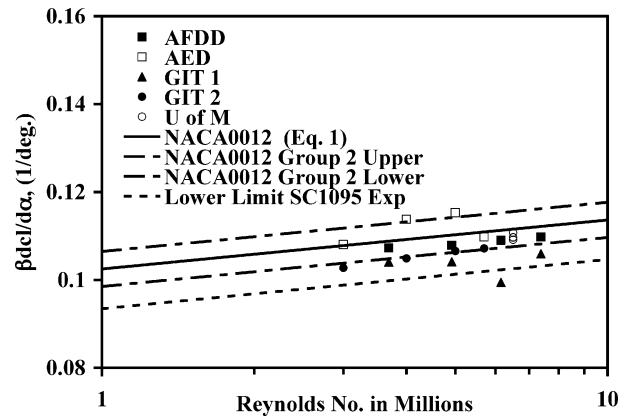 0.16
0.14
0.12
0.1
0.08
βdcl/dα, (1/deg.)
AFDD
AED
GIT 1
GIT 2
U of M
NACA0012 (Eq. 1)
NACA0012 Group 2 Upper
NACA0012 Group 2 Lower
Lower Limit SC1095 Exp
1
10
Reynolds No. in Millions